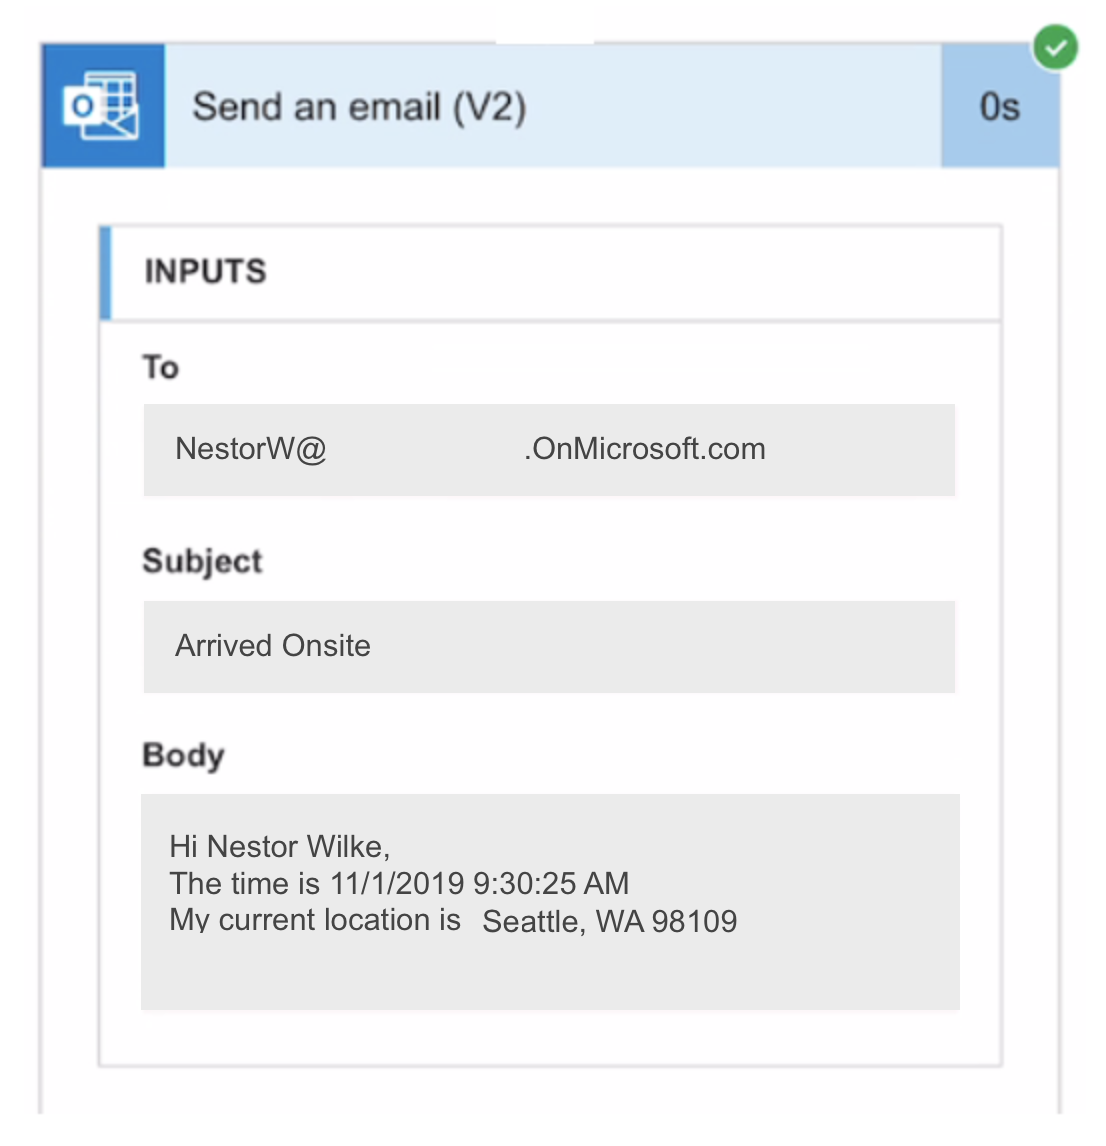 Send an email (V2)
0s
INPUTS
To
NestorW@ .OnMicrosoft.com
Subject
Arrived Onsite
Body
Hi Nestor Wilke,
The time is 11/1/2019 9:30:25 AM
My current location is Seattle, WA 98109